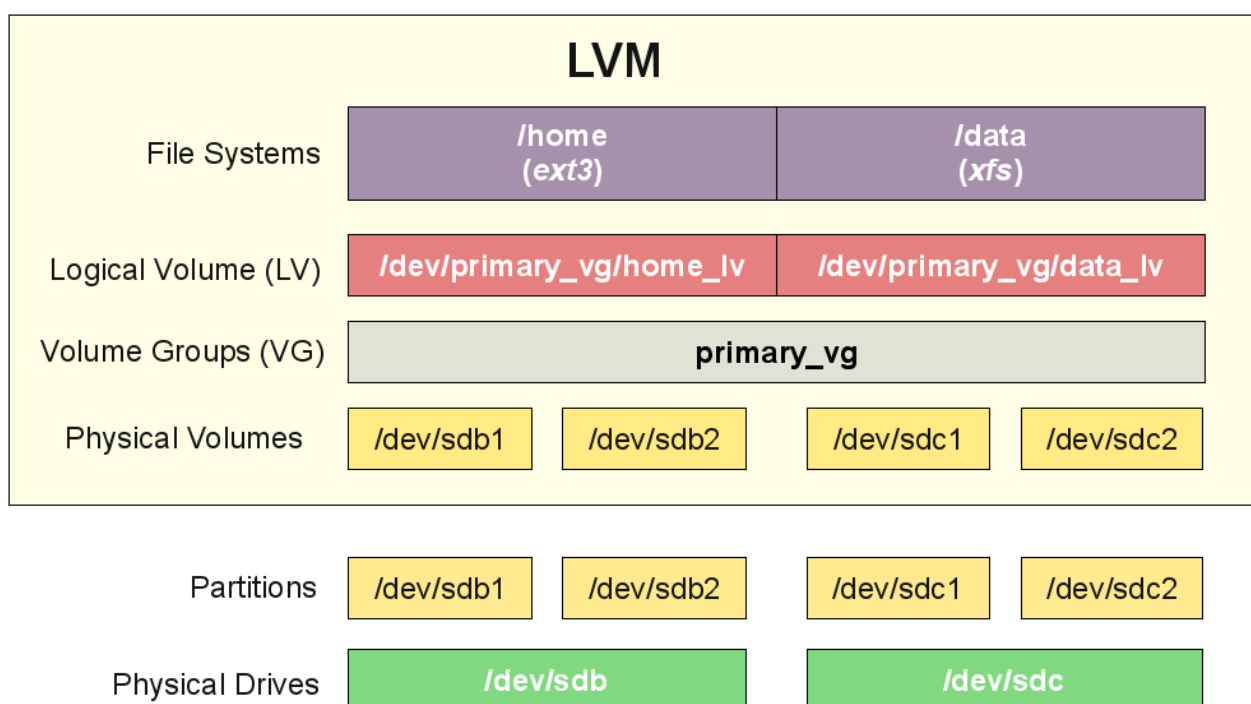 LVM
File Systems
/home
(ext3)
/data
(xfs)
Logical Volume (LV)
/dev/primary_vg/home_lv
/dev/primary_vg/data_lv
Volume Groups (VG)
primary_vg
Physical Volumes
/dev/sdb1
/dev/sdb2
/dev/sdc1
/dev/sdc2
Partitions
/dev/sdb1
/dev/sdb2
/dev/sdc1
/dev/sdc2
Physical Drives
/dev/sdb
/dev/sdc